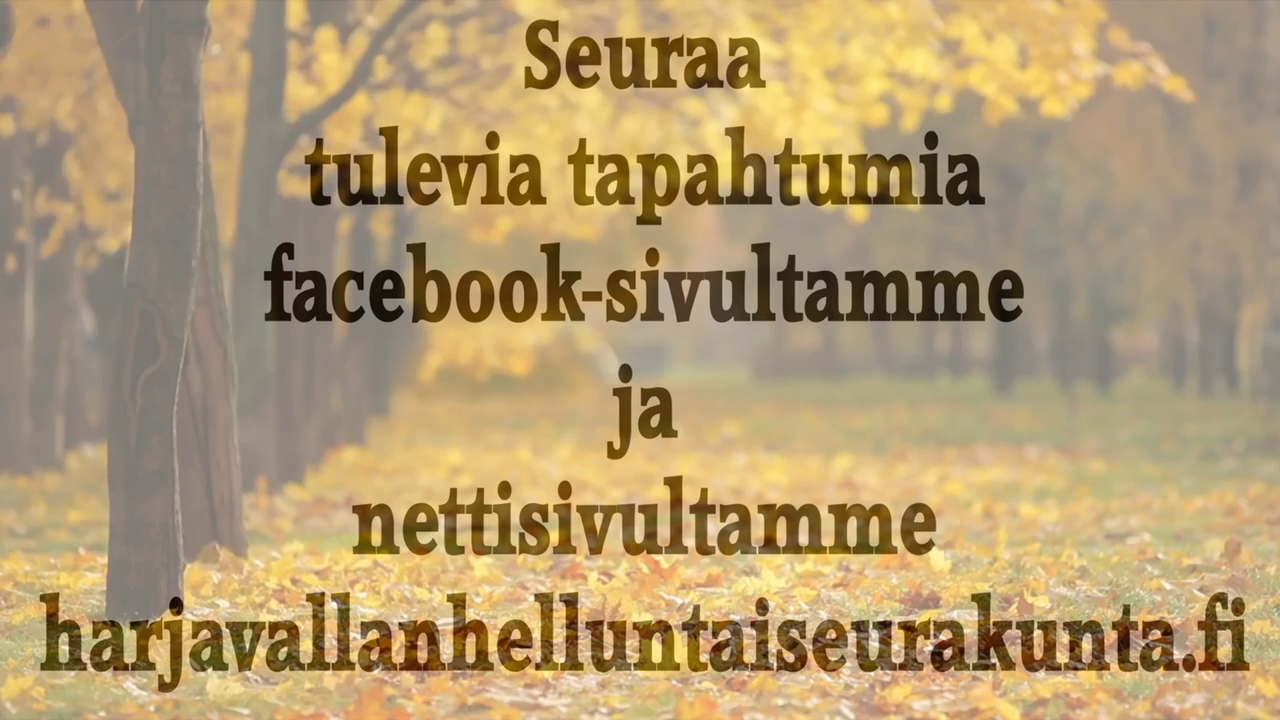 Seuraa
tulevia tapahtumia
facebook-sivultamme
ja
nettisivultamme
harjavallanhelluntaiseurakunta.fi